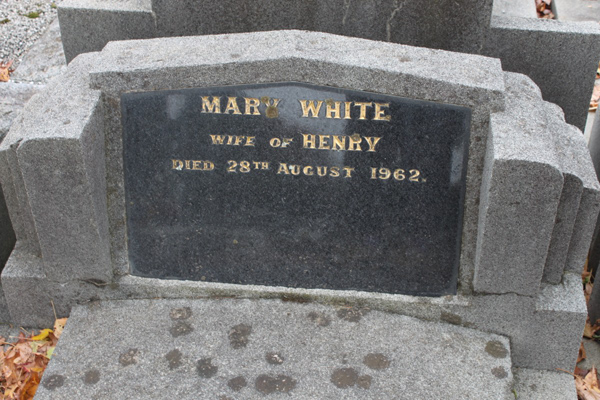 MARY WHITE
WIFE OF HENRY
DIED 28TH AUGUST 1962.